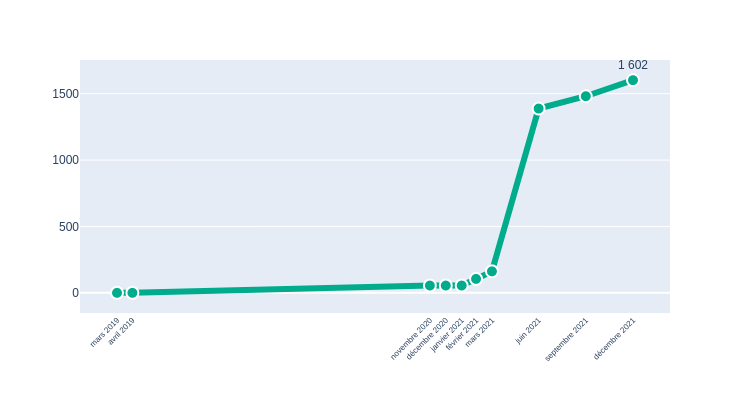 1 602
1500
1000
500
0
mars 2019
avril 2019
novembre 2020
décembre 2020
janvier 2021
février 2021
mars 2021
juin 2021
septembre 2021
décembre 2021